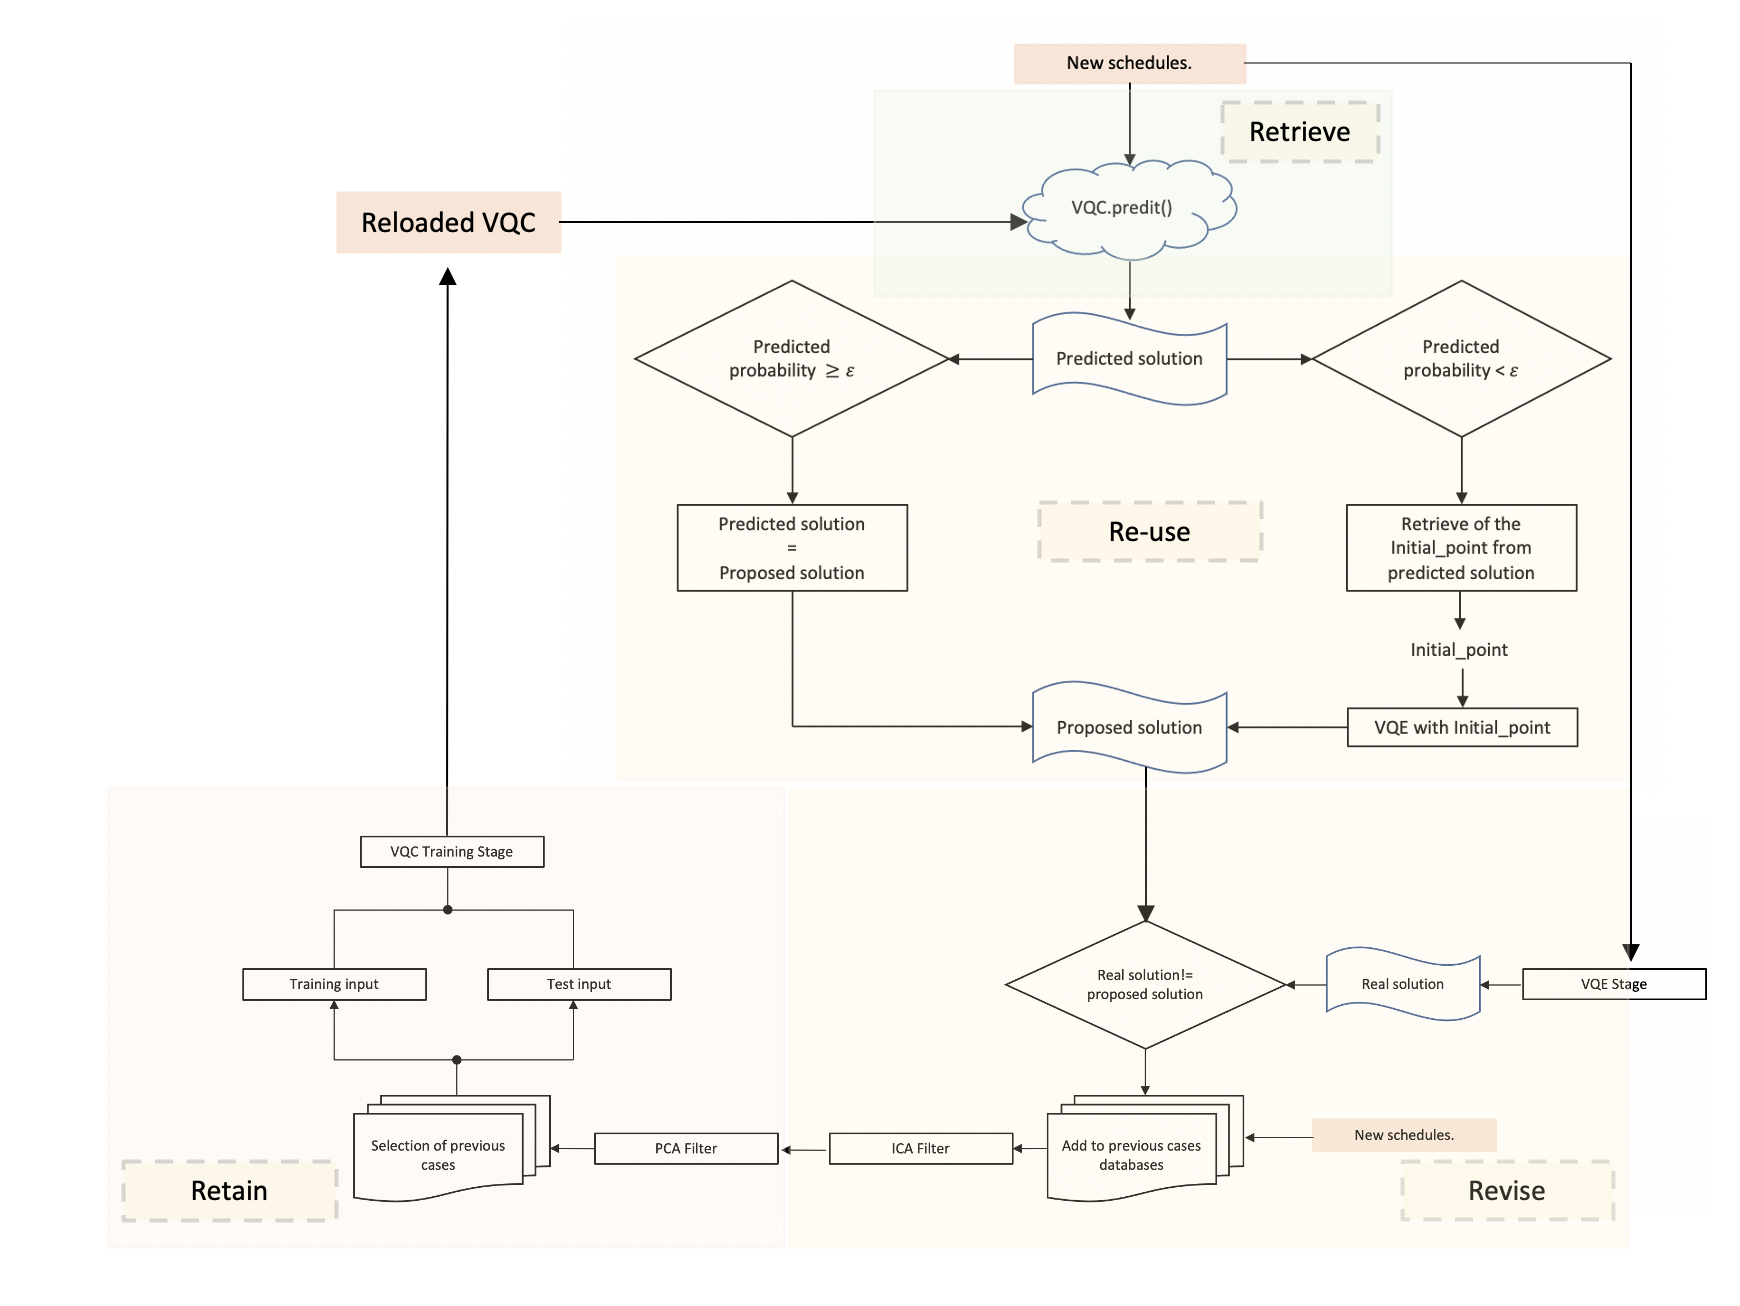 New schedules.
Retrieve
VQC.predit()
Reloaded VQC
Predicted
probability ≥ ε
Predicted solution
Predicted
probability < ε
Predicted solution
=
Proposed solution
Re-use
Retrieve of the
Initial_point from
predicted solution
Initial_point
Proposed solution
VQE with Initial_point
VQC Training Stage
Training input
Test input
Real solution!=
proposed solution
Real solution
VQE Stage
Selection of previous
cases
PCA Filter
ICA Filter
Add to previous cases
databases
New schedules.
Retain
Revise